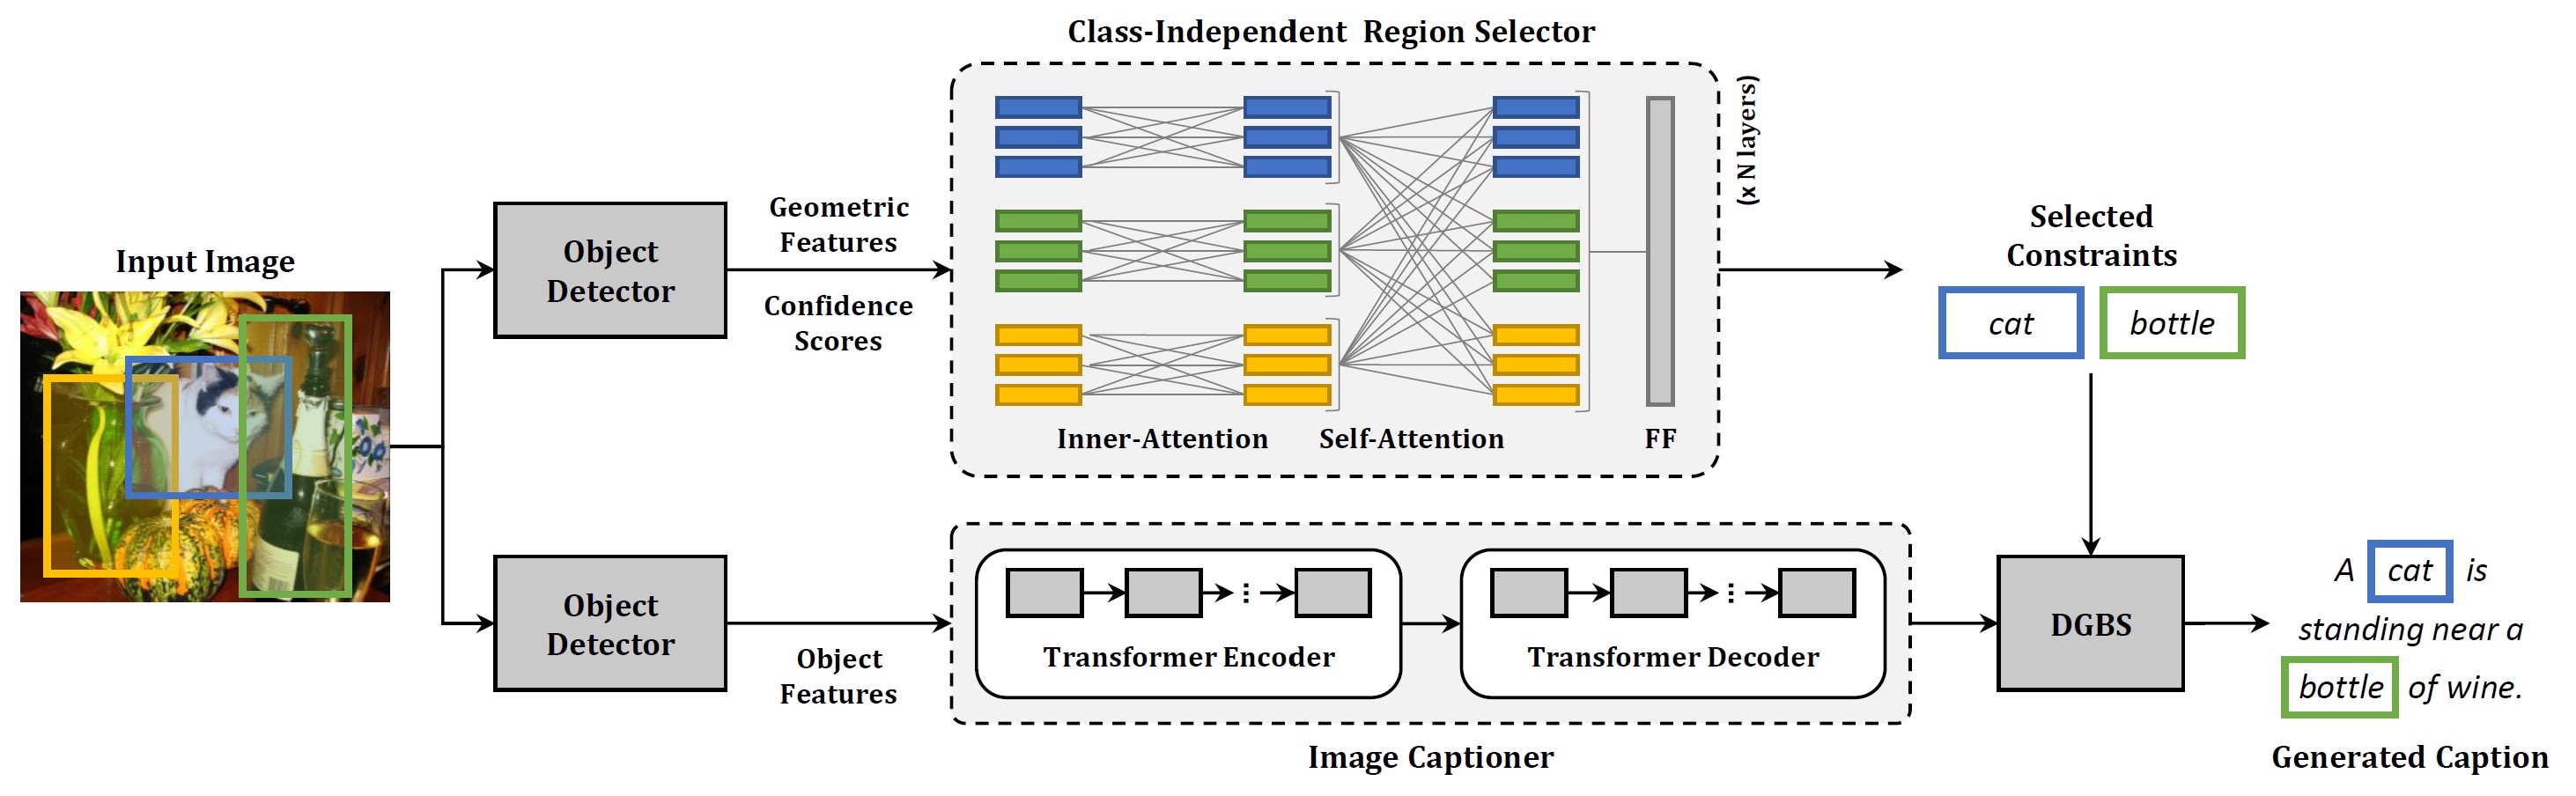 Class-Independent Region Selector
(x N layers)
Input Image
Object
Detector
Geometric
Features
Confidence
Scores
Inner-Attention
Self-Attention
FF
Selected
Constraints
cat
bottle
Object
Detector
Object
Features
Transformer Encoder
Transformer Decoder
Image Captioner
DGBS
A cat is
standing near a
bottle of wine.
Generated Caption